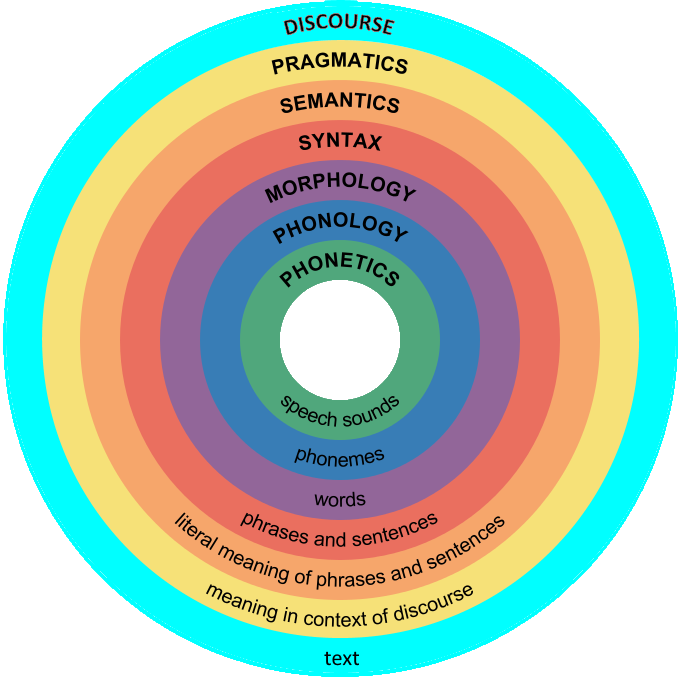 DISCOURSE
PRAGMATICS
SEMANTICS
SYNTAX
MORPHOLOGY
PHONOLOGY
PHONETICS
speech sounds
phonemes
words
phrases and sentences
literal meaning of phrases and sentences
meaning in context of discourse
text